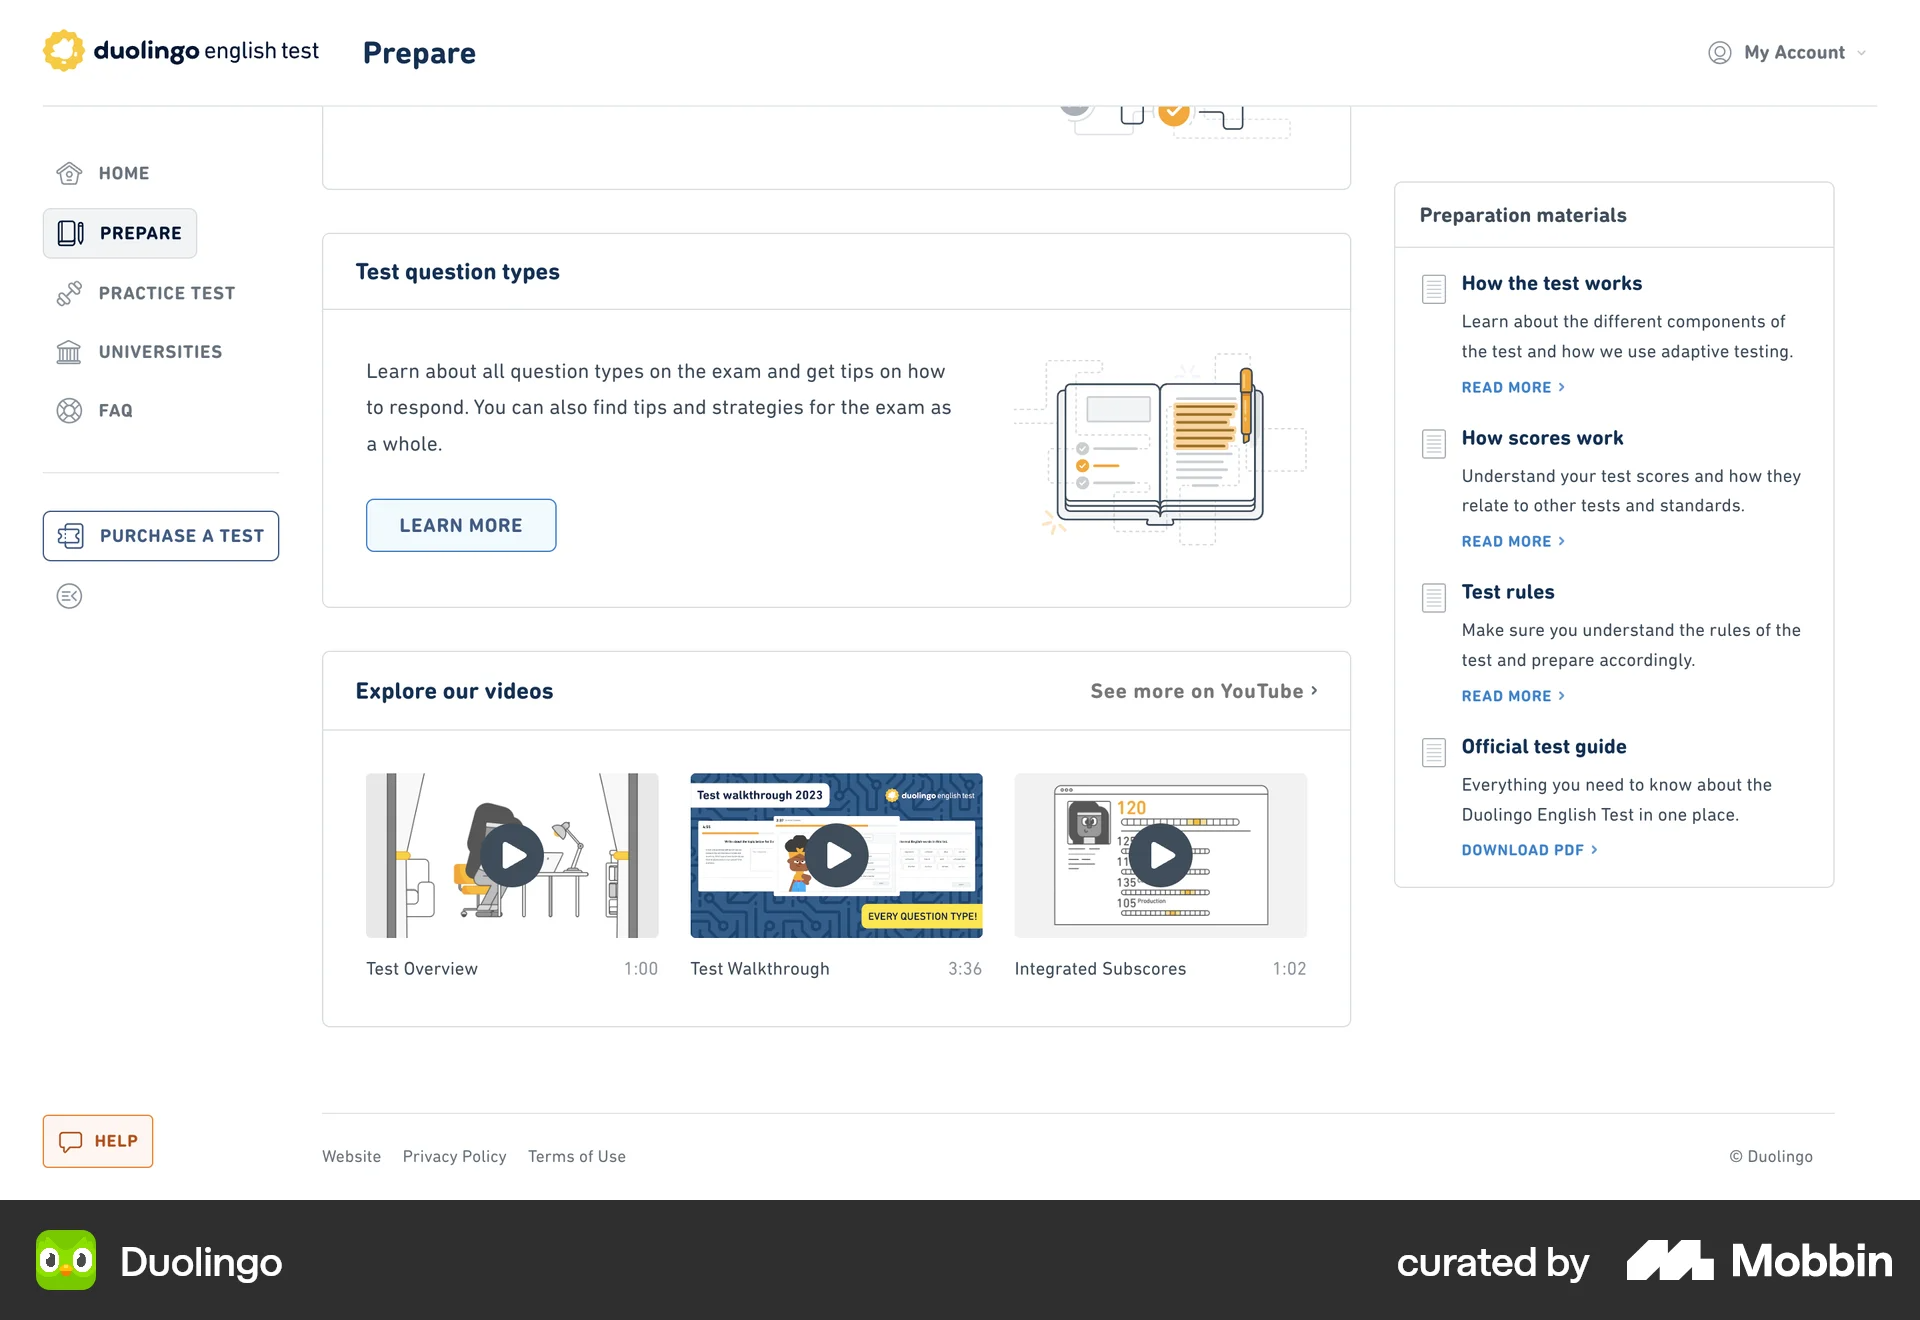 duolingo english test
Prepare
My Account
HOME
PREPARE
PRACTICE TEST
UNIVERSITIES
FAQ
PURCHASE A TEST
Test question types
Learn about all question types on the exam and get tips on how
to respond. You can also find tips and strategies for the exam as
a whole.
LEARN MORE
Explore our videos
See more on YouTube
Test walkthrough 2023
duolingo english test
EVERY QUESTION TYPE!
120
135
105 Production
Test Overview
1:00
Test Walkthrough
3:36
Integrated Subscores
1:02
Preparation materials
How the test works
Learn about the different components of
the test and how we use adaptive testing.
READ MORE
How scores work
Understand your test scores and how they
relate to other tests and standards.
READ MORE
Test rules
Make sure you understand the rules of the
test and prepare accordingly.
READ MORE
Official test guide
Everything you need to know about the
Duolingo English Test in one place.
DOWNLOAD PDF
HELP
Website
Privacy Policy
Terms of Use
© Duolingo
Duolingo
curated by
Mobbin